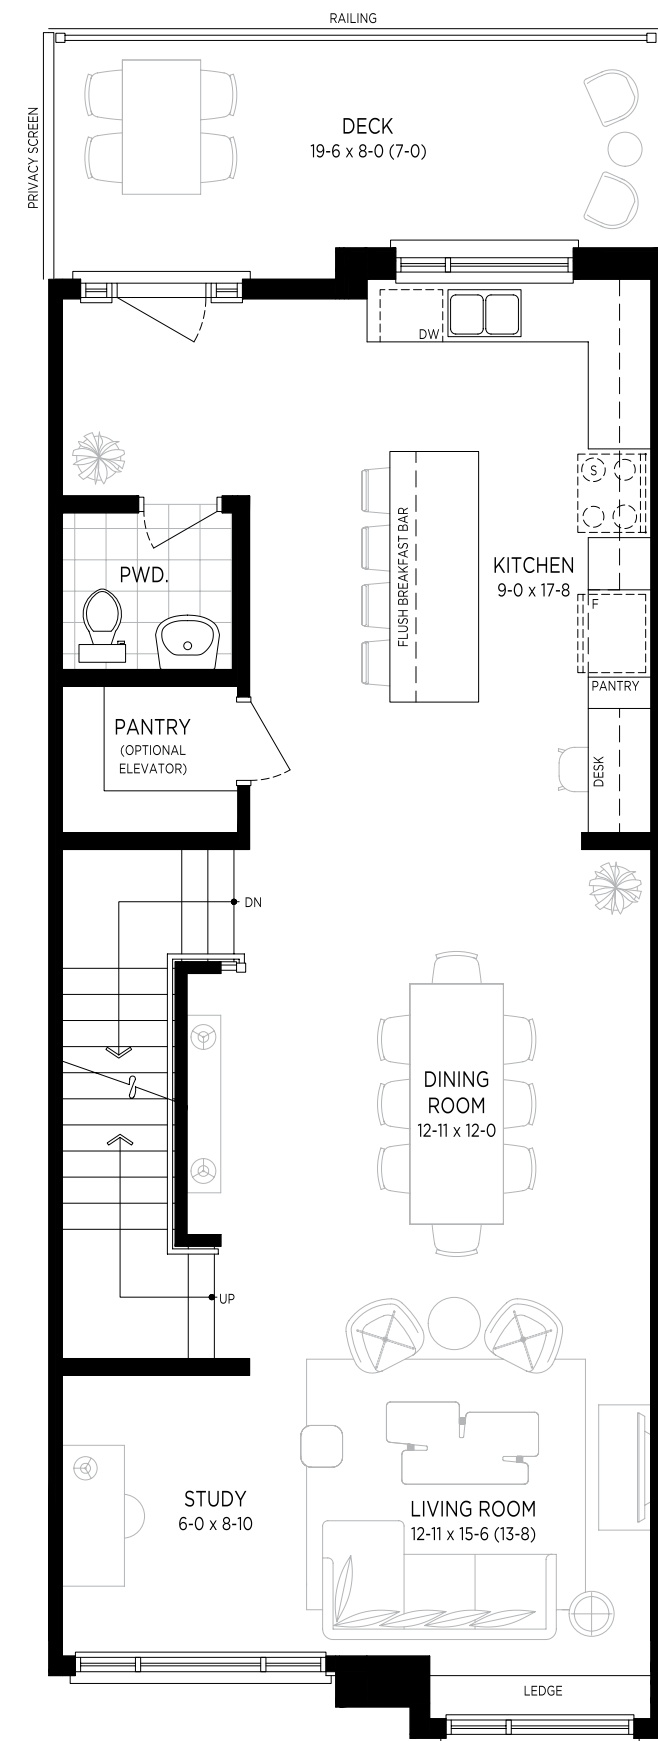 RAILING
PRIVACY SCREEN
DECK
19-6 x 8-0 (7-0)
DW
S
FLUSH BREAKFAST BAR
KITCHEN
9-0 x 17-8
F
PWD.
PANTRY
PANTRY
(OPTIONAL
ELEVATOR)
DESK
DN
DINING
ROOM
12-11 x 12-0
UP
STUDY
6-0 x 8-10
LIVING ROOM
12-11 x 15-6 (13-8)
LEDGE